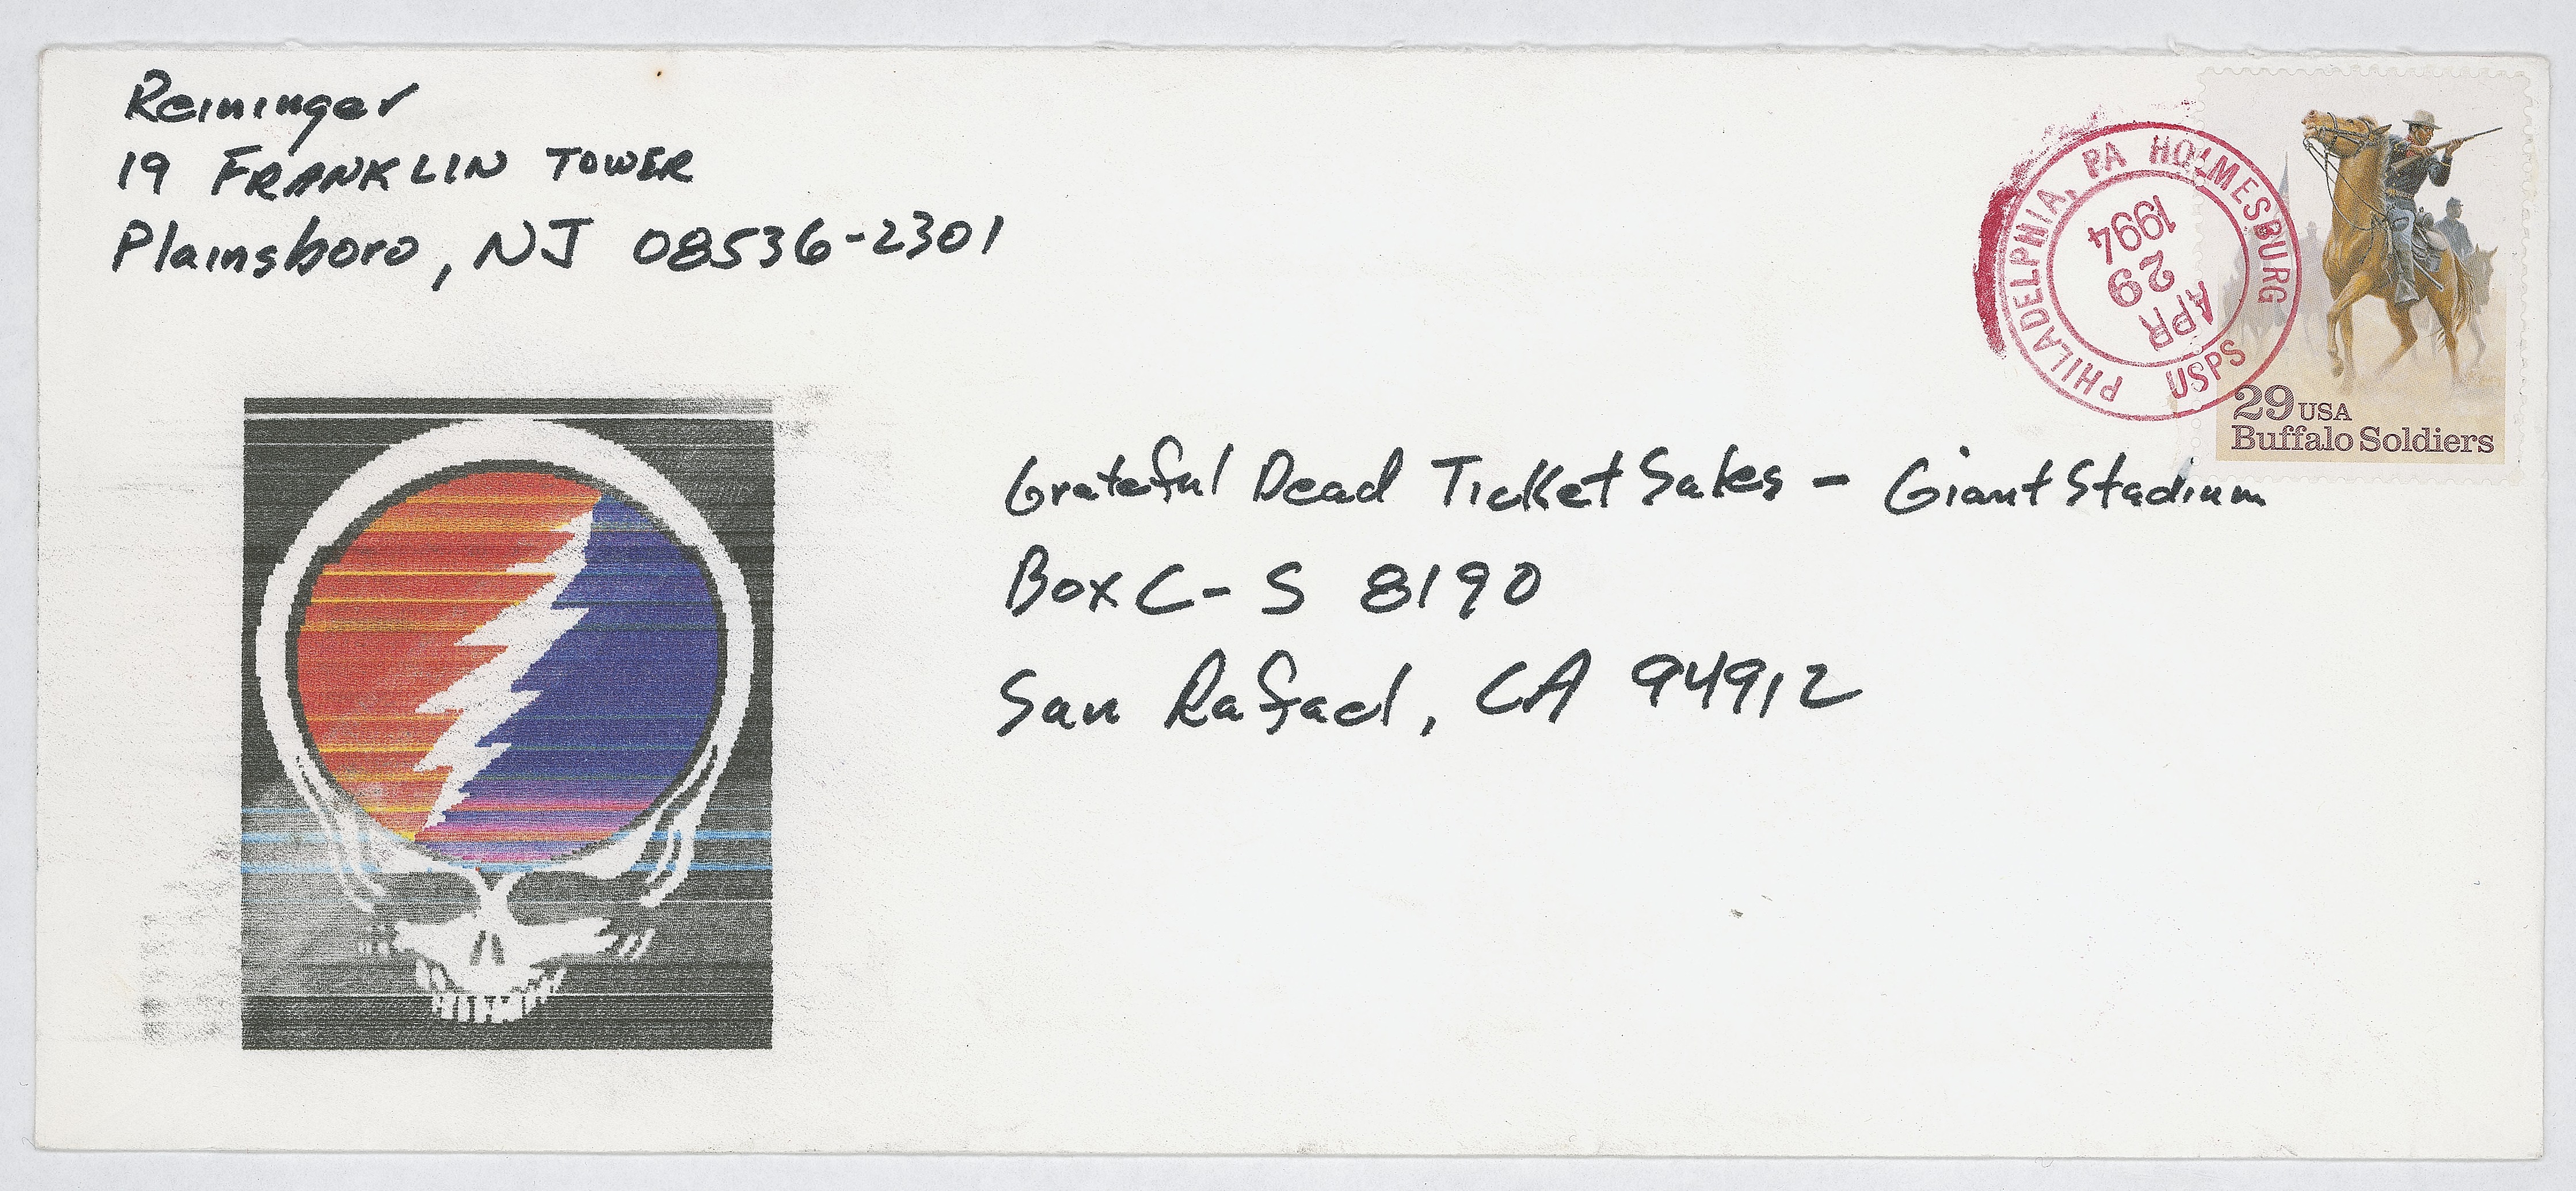 Reininger
19 FRANKLIN TOWER
Plainsboro, NJ 08536-2301
PHILADELPHIA, PA HOLMESBURG
APR
29
1994
USPS
29 USA
Buffalo Soldiers
Grateful Dead Ticket Sales - Giant Stadium
Box C-S 8190
San Rafael, CA 94912